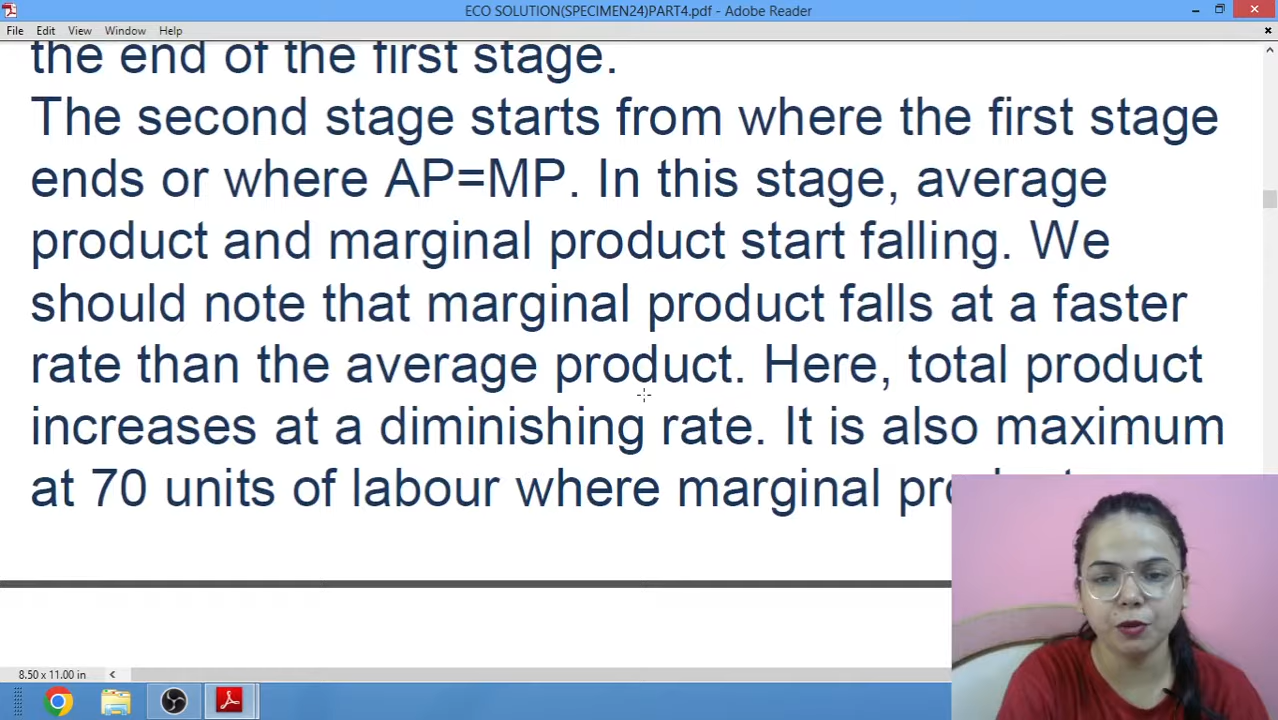 ECO SOLUTION(SPECIMEN24)PART4.pdf - Adobe Reader
File Edit View Window Help
the end of the first stage.
The second stage starts from where the first stage
ends or where AP=MP. In this stage, average
product and marginal product start falling. We
should note that marginal product falls at a faster
rate than the average product. Here, total product
increases at a diminishing rate. It is also maximum
at 70 units of labour where marginal
8.50 x 11.00 in